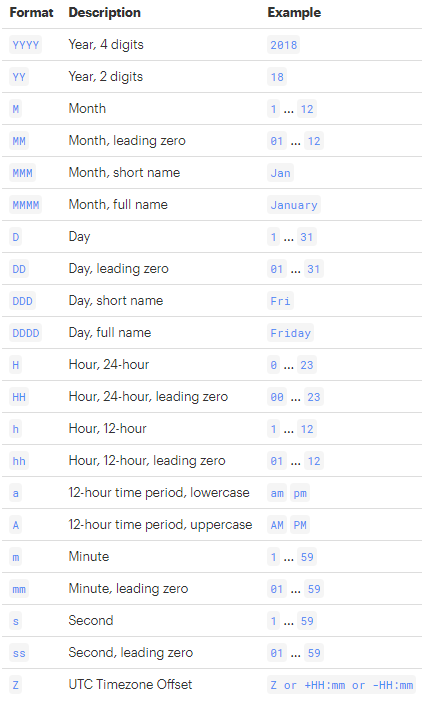 Format Description Example
YYYY Year, 4 digits 2018
YY Year, 2 digits 18
M Month 1 ... 12
MM Month, leading zero 01 ... 12
MMM Month, short name Jan
MMMM Month, full name January
D Day 1 ... 31
DD Day, leading zero 01 ... 31
DDD Day, short name Fri
DDDD Day, full name Friday
H Hour, 24-hour 0 ... 23
HH Hour, 24-hour, leading zero 00 ... 23
h Hour, 12-hour 1 ... 12
hh Hour, 12-hour, leading zero 01 ... 12
a 12-hour time period, lowercase am pm
A 12-hour time period, uppercase AM PM
m Minute 1 ... 59
mm Minute, leading zero 01 ... 59
s Second 1 ... 59
ss Second, leading zero 01 ... 59
Z UTC Timezone Offset Z or +HH:mm or -HH:mm